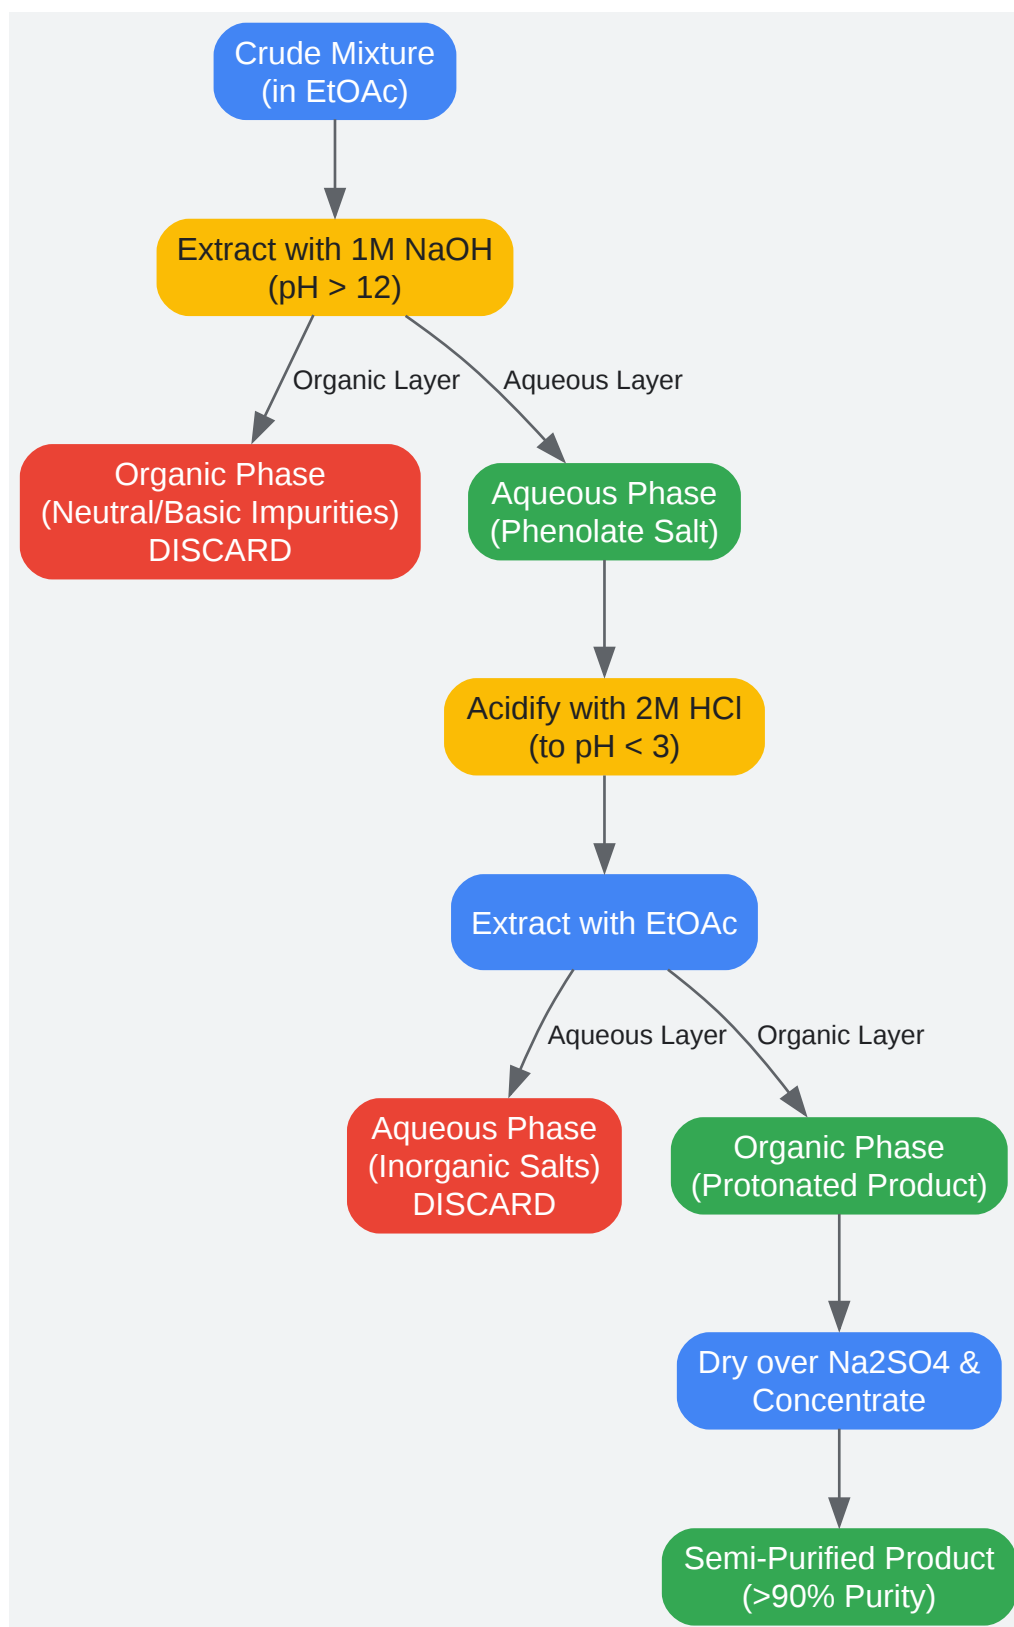 Crude Mixture
(in EtOAc)
Extract with 1M NaOH
(pH > 12)
Organic Layer
Aqueous Layer
Organic Phase
(Neutral/Basic Impurities)
DISCARD
Aqueous Phase
(Phenolate Salt)
Acidify with 2M HCl
(to pH < 3)
Extract with EtOAc
Aqueous Layer
Organic Layer
Aqueous Phase
(Inorganic Salts)
DISCARD
Organic Phase
(Protonated Product)
Dry over Na2SO4 &
Concentrate
Semi-Purified Product
(>90% Purity)